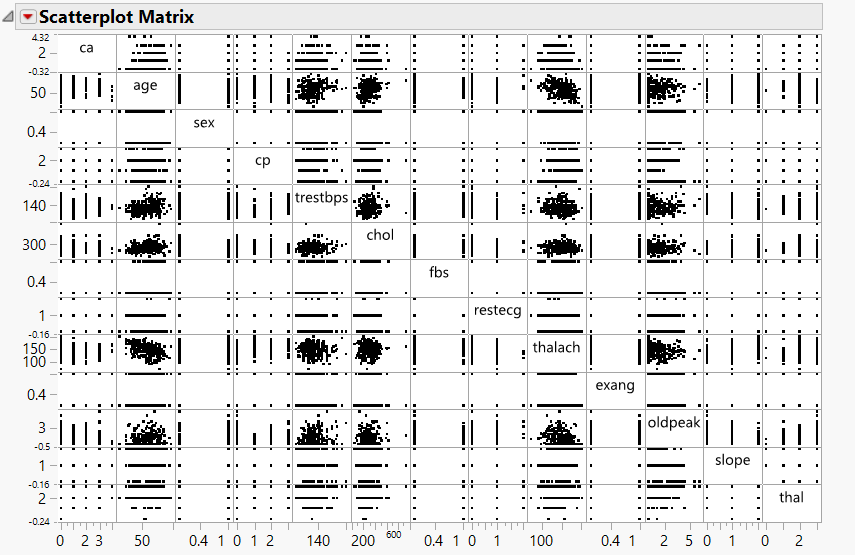 Scatterplot Matrix
4.32
ca
2
-0.32
age
50
sex
0.4
cp
2
-0.24
trestbps
140
chol
300
fbs
0.4
restecg
1
-0.16
thalach
150
100
exang
0.4
oldpeak
3
-0.5
slope
1
-0.16
thal
2
-0.24
0 2 3 50 0.4 1 0 1 2 140 200 600 0.4 1 0 1 100 0.4 1 2 5 0 1 0 2